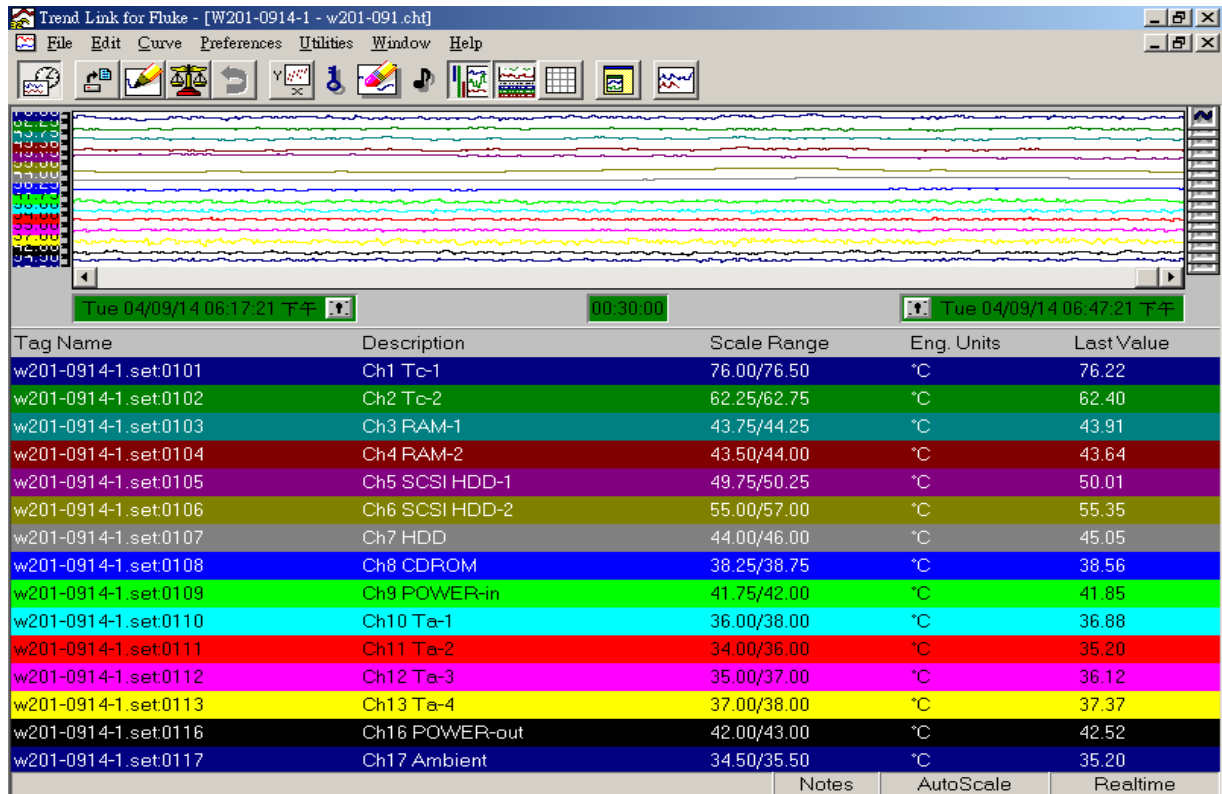 Trend Link for Fluke - [W201-0914-1 - w201-091.cht]
File Edit Curve Preferences Utilities Window Help
Tue 04/09/14 06:17:21 下午 00:30:00 Tue 04/09/14 06:47:21 下午
Tag Name Description Scale Range Eng. Units Last Value
w201-0914-1.set:0101 Ch1 Tc-1 76.00/76.50 °C 76.22
w201-0914-1.set:0102 Ch2 Tc-2 62.25/62.75 °C 62.40
w201-0914-1.set:0103 Ch3 RAM-1 43.75/44.25 °C 43.91
w201-0914-1.set:0104 Ch4 RAM-2 43.50/44.00 °C 43.64
w201-0914-1.set:0105 Ch5 SCSI HDD-1 49.75/50.25 °C 50.01
w201-0914-1.set:0106 Ch6 SCSI HDD-2 55.00/57.00 °C 55.35
w201-0914-1.set:0107 Ch7 HDD 44.00/46.00 °C 45.05
w201-0914-1.set:0108 Ch8 CDROM 38.25/38.75 °C 38.56
w201-0914-1.set:0109 Ch9 POWER-in 41.75/42.00 °C 41.85
w201-0914-1.set:0110 Ch10 Ta-1 36.00/38.00 °C 36.88
w201-0914-1.set:0111 Ch11 Ta-2 34.00/36.00 °C 35.20
w201-0914-1.set:0112 Ch12 Ta-3 35.00/37.00 °C 36.12
w201-0914-1.set:0113 Ch13 Ta-4 37.00/38.00 °C 37.37
w201-0914-1.set:0116 Ch16 POWER-out 42.00/43.00 °C 42.52
w201-0914-1.set:0117 Ch17 Ambient 34.50/35.50 °C 35.20
Notes AutoScale Realtime